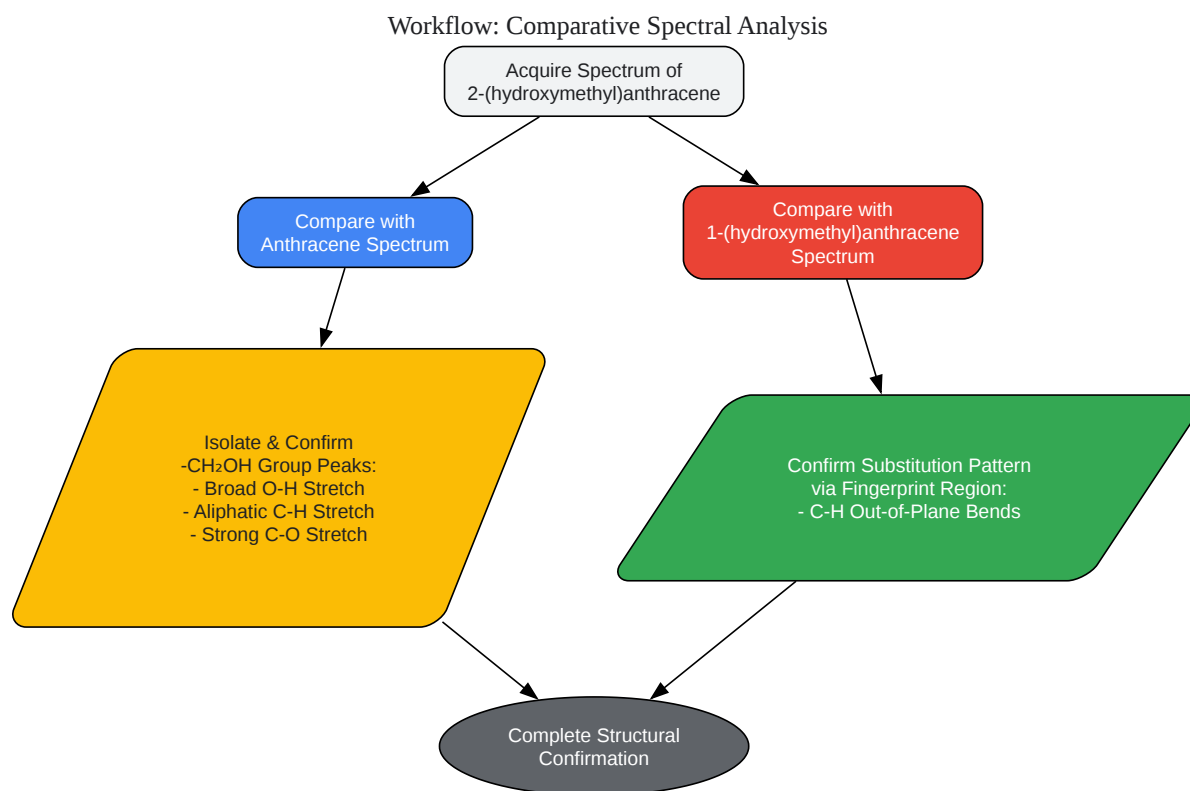 Workflow: Comparative Spectral Analysis
Acquire Spectrum of
2-(hydroxymethyl)anthracene
Compare with
Anthracene Spectrum
Compare with
1-(hydroxymethyl)anthracene
Spectrum
Isolate & Confirm
-CH₂OH Group Peaks:
- Broad O-H Stretch
- Aliphatic C-H Stretch
- Strong C-O Stretch
Confirm Substitution Pattern
via Fingerprint Region:
- C-H Out-of-Plane Bends
Complete Structural
Confirmation